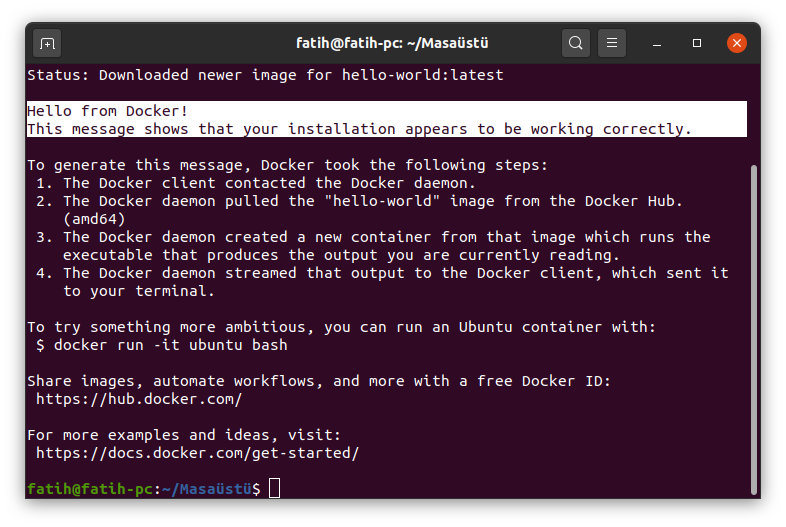 fatih@fatih-pc: ~/Masaüstü
Status: Downloaded newer image for hello-world:latest
Hello from Docker!
This message shows that your installation appears to be working correctly.
To generate this message, Docker took the following steps:
1. The Docker client contacted the Docker daemon.
2. The Docker daemon pulled the "hello-world" image from the Docker Hub.
(amd64)
3. The Docker daemon created a new container from that image which runs the
executable that produces the output you are currently reading.
4. The Docker daemon streamed that output to the Docker client, which sent it
to your terminal.
To try something more ambitious, you can run an Ubuntu container with:
$ docker run -it ubuntu bash
Share images, automate workflows, and more with a free Docker ID:
https://hub.docker.com/
For more examples and ideas, visit:
https://docs.docker.com/get-started/
fatih@fatih-pc:~/Masaüstü$